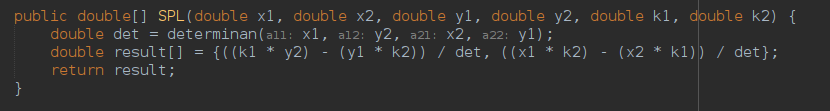 public double[] SPL(double x1, double x2, double y1, double y2, double k1, double k2) {
double det = determinan(a11: x1, a12: y2, a21: x2, a22: y1);
double result[] = {((k1 * y2) - (y1 * k2)) / det, ((x1 * k2) - (x2 * k1)) / det};
return result;
}